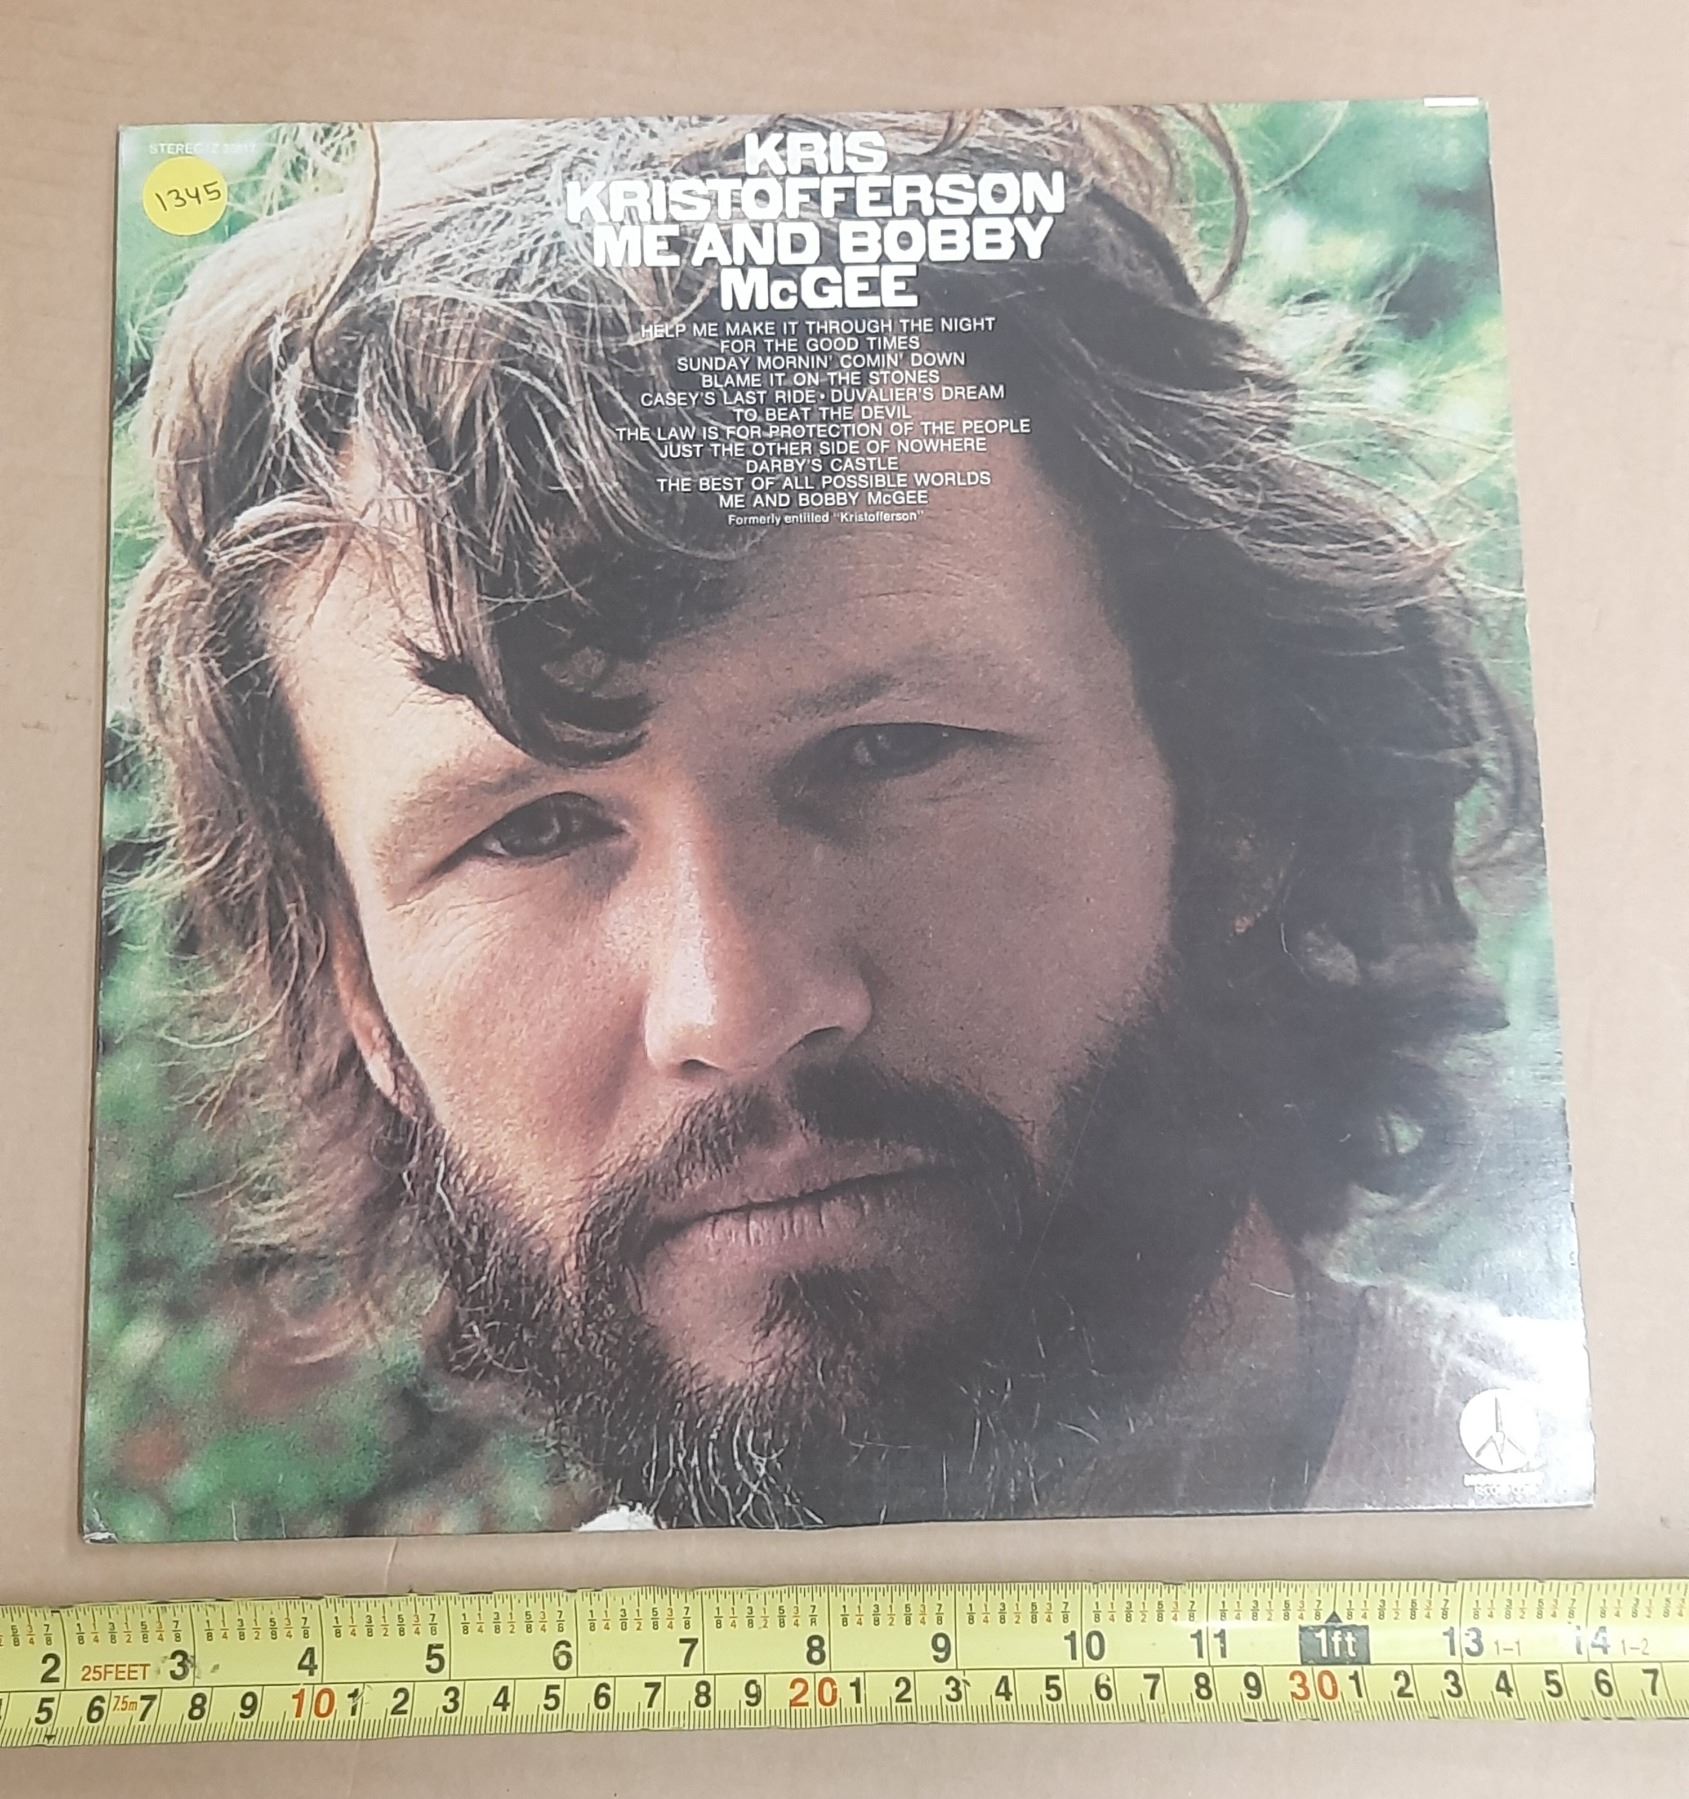 STEREO Z 30817
1345
KRIS
KRISTOFFERSON
ME AND BOBBY
McGEE
HELP ME MAKE IT THROUGH THE NIGHT
FOR THE GOOD TIMES
SUNDAY MORNIN' COMIN' DOWN
BLAME IT ON THE STONES
CASEY'S LAST RIDE • DUVALIER'S DREAM
TO BEAT THE DEVIL
THE LAW IS FOR PROTECTION OF THE PEOPLE
JUST THE OTHER SIDE OF NOWHERE
DARBY'S CASTLE
THE BEST OF ALL POSSIBLE WORLDS
ME AND BOBBY McGEE
Formerly entitled "Kristofferson"
2 25FEET 3 4 5 6 7 8 9 10 11 1ft 13 1-1 14 1-2
5 6 7.5m 7 8 9 10 1 2 3 4 5 6 7 8 9 20 1 2 3 4 5 6 7 8 9 30 1 2 3 4 5 6 7